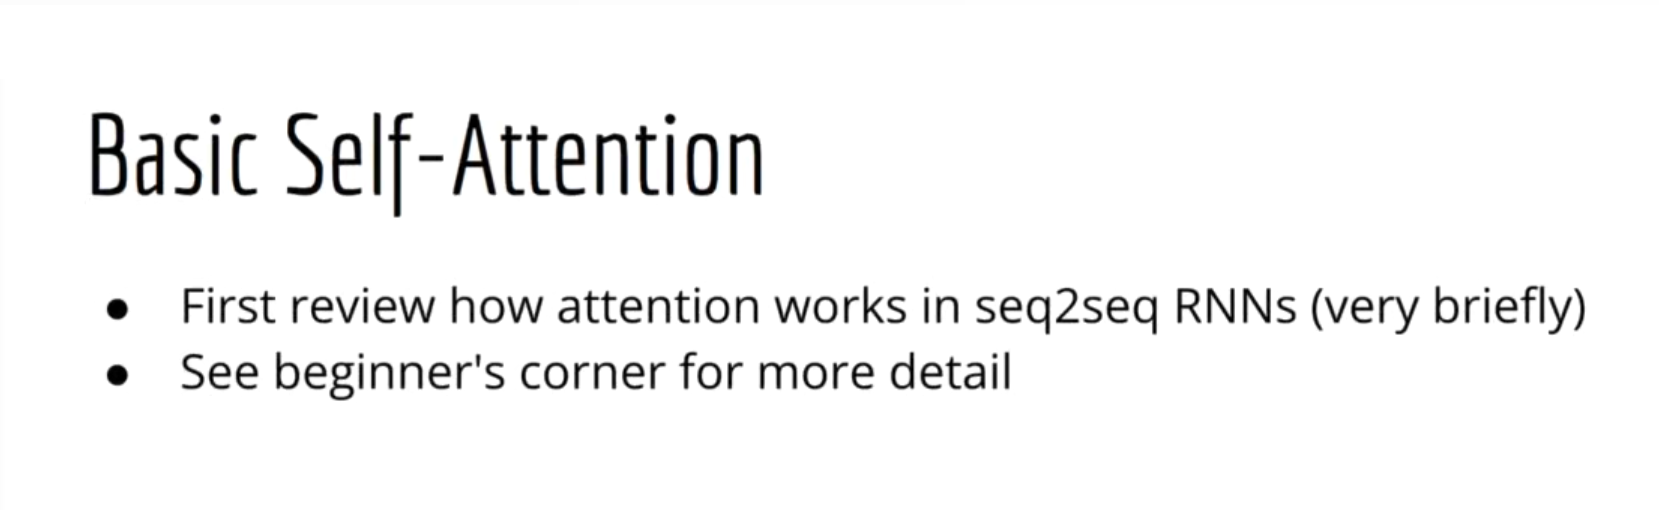 Basic Self-Attention
● First review how attention works in seq2seq RNNs (very briefly)
● See beginner's corner for more detail